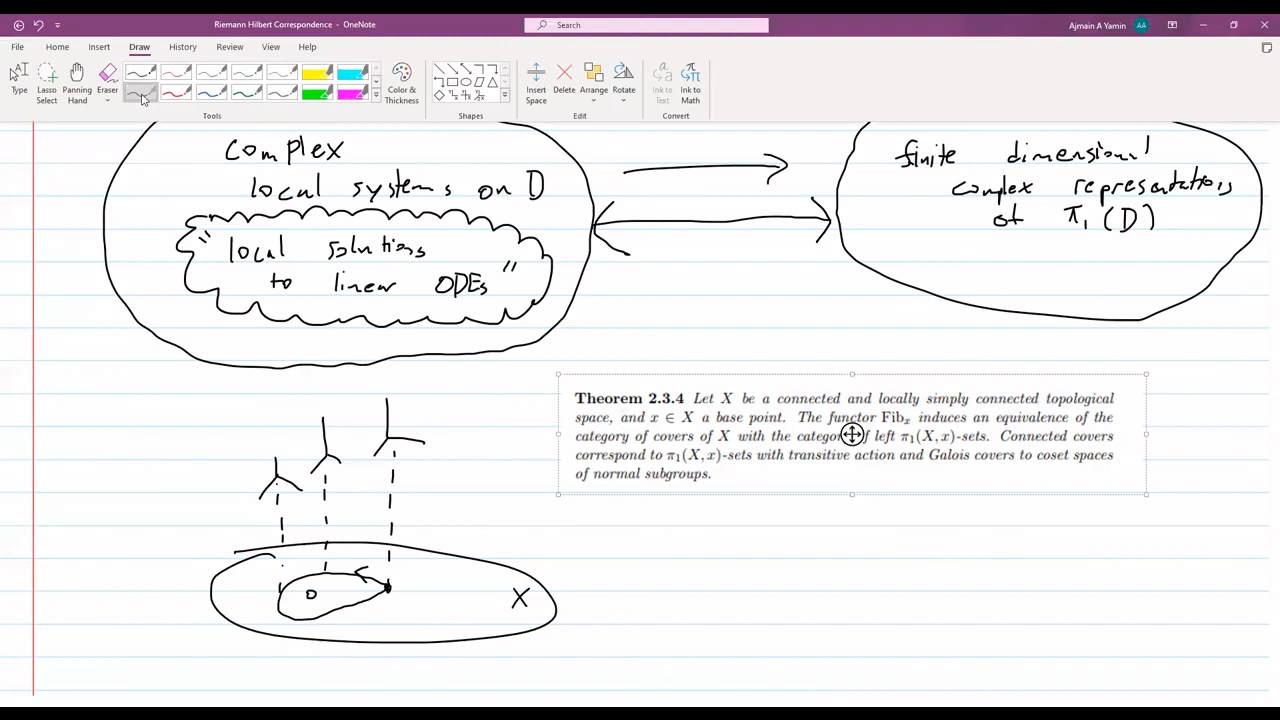 Riemann Hilbert Correspondence - OneNote
Search
Ajmain A Yamin
AA
File Home Insert Draw History Review View Help
Type
Lasso Select
Panning Hand
Eraser
Color & Thickness
Insert Space
Delete
Arrange
Rotate
Ink to Text
Ink to Math
Tools
Shapes
Edit
Convert
complex
local systems on D
"local solutions
to linear ODEs"
finite dimensional
complex representations
of π₁(D)
Theorem 2.3.4 Let X be a connected and locally simply connected topological
space, and x ∈ X a base point. The functor Fibₓ induces an equivalence of the
category of covers of X with the category of left π₁(X, x)-sets. Connected covers
correspond to π₁(X, x)-sets with transitive action and Galois covers to coset spaces
of normal subgroups.
X